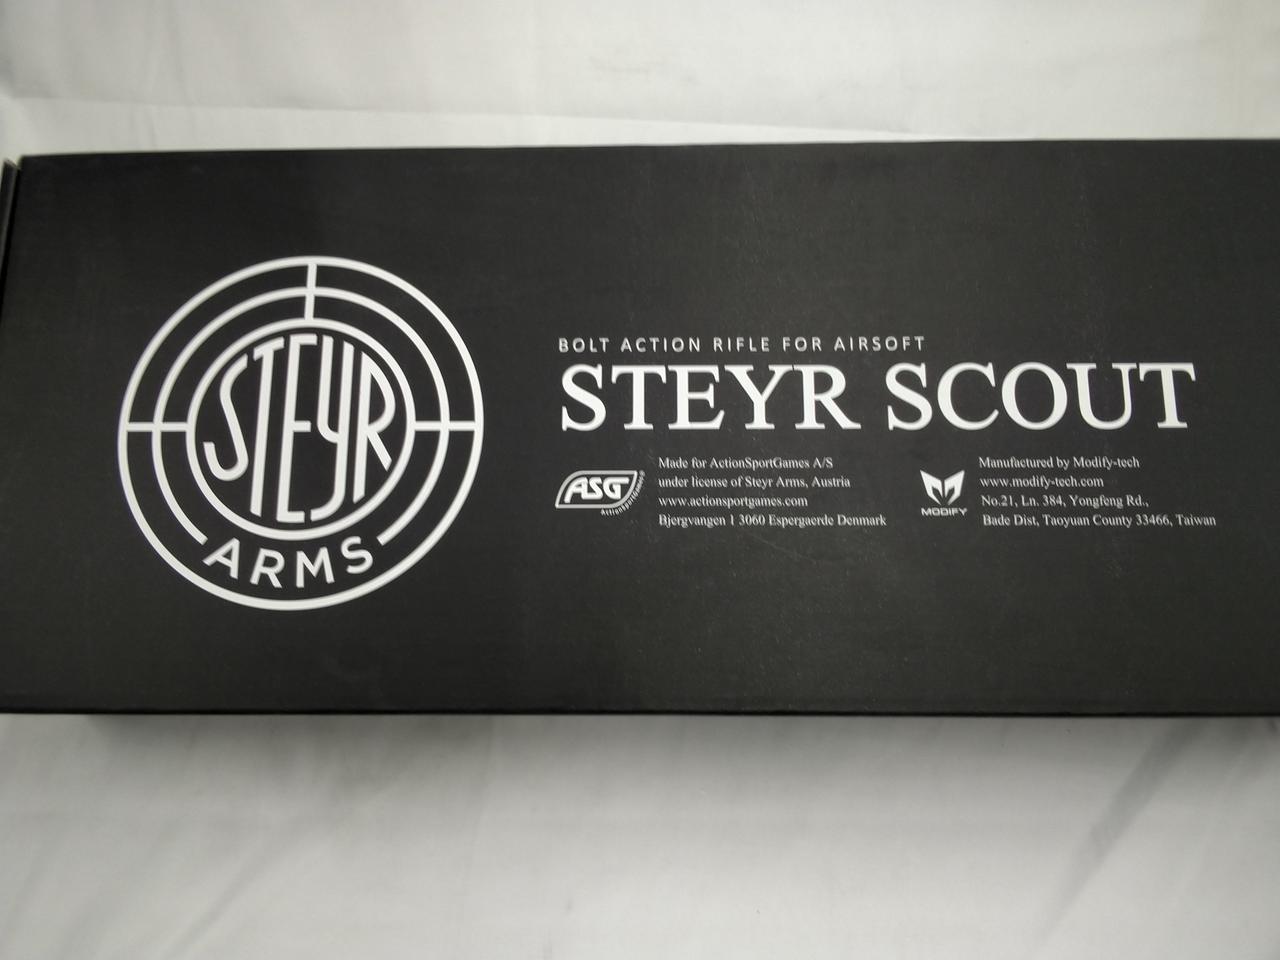 STEYR
ARMS
BOLT ACTION RIFLE FOR AIRSOFT
STEYR SCOUT
ASG
ActionSportGames®
Made for ActionSportGames A/S
under license of Steyr Arms, Austria
www.actionsportgames.com
Bjergvangen 1 3060 Espergaerde Denmark
MODIFY
Manufactured by Modify-tech
www.modify-tech.com
No.21, Ln. 384, Yongfeng Rd.,
Bade Dist, Taoyuan County 33466, Taiwan